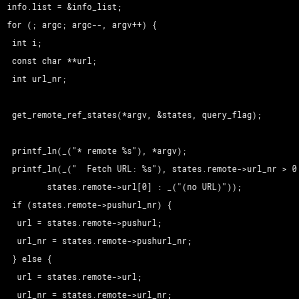 info.list = &info_list;
for (; argc; argc--, argv++) {
int i;
const char **url;
int url_nr;
get_remote_ref_states(*argv, &states, query_flag);
printf_ln(_("* remote %s"), *argv);
printf_ln(_("  Fetch URL: %s"), states.remote->url_nr > 0
states.remote->url[0] : _("(no URL)"));
if (states.remote->pushurl_nr) {
url = states.remote->pushurl;
url_nr = states.remote->pushurl_nr;
} else {
url = states.remote->url;
url_nr = states.remote->url_nr;